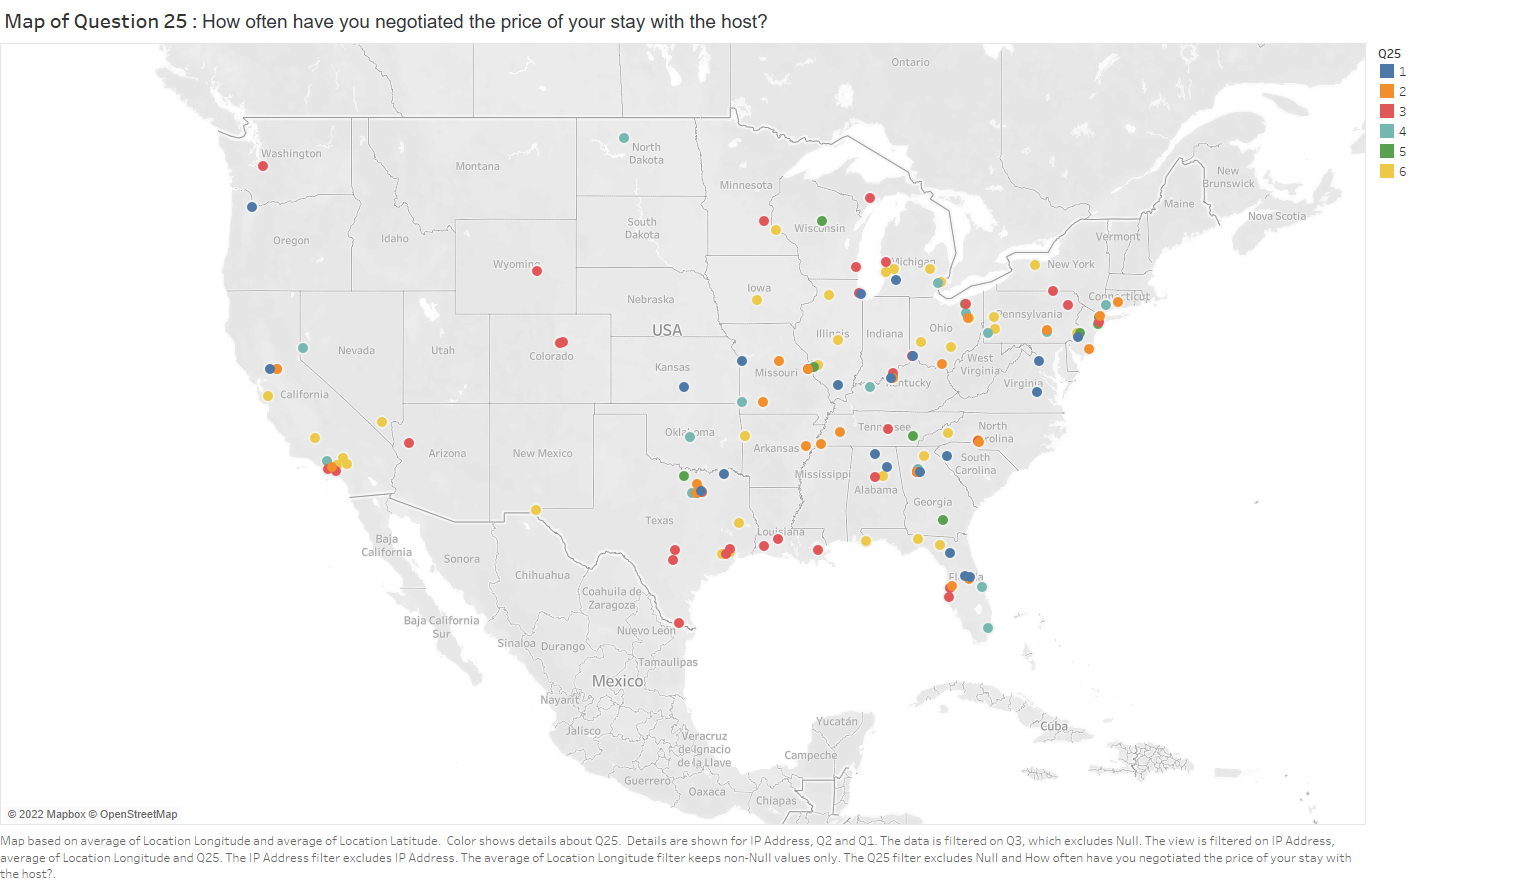 Map of Question 25 : How often have you negotiated the price of your stay with the host?
Q25
1
2
3
4
5
6
Ontario
Washington
North
Dakota
Montana
Minnesota
New
Brunswick
Maine
Nova Scotia
South
Dakota
Wisconsin
Vermont
Oregon
Idaho
Wyoming
Michigan
New York
Iowa
Nebraska
Connecticut
Pennsylvania
USA
Illinois
Indiana
Ohio
Nevada
Utah
Colorado
Kansas
Missouri
West
Virginia
Kentucky
Virginia
California
Oklahoma
Tennessee
North
Carolina
Arkansas
Arizona
New Mexico
South
Carolina
Mississippi
Alabama
Georgia
Texas
Louisiana
Baja
California
Sonora
Chihuahua
Florida
Coahuila de
Zaragoza
Baja California
Sur
Nuevo León
Sinaloa
Durango
Tamaulipas
Mexico
Nayarit
Yucatán
Cuba
Jalisco
Veracruz
de Ignacio
de la Llave
Campeche
Guerrero
Oaxaca
Chiapas
© 2022 Mapbox © OpenStreetMap
Map based on average of Location Longitude and average of Location Latitude.  Color shows details about Q25.  Details are shown for IP Address, Q2 and Q1. The data is filtered on Q3, which excludes Null. The view is filtered on IP Address,
average of Location Longitude and Q25. The IP Address filter excludes IP Address. The average of Location Longitude filter keeps non-Null values only. The Q25 filter excludes Null and How often have you negotiated the price of your stay with
the host?.